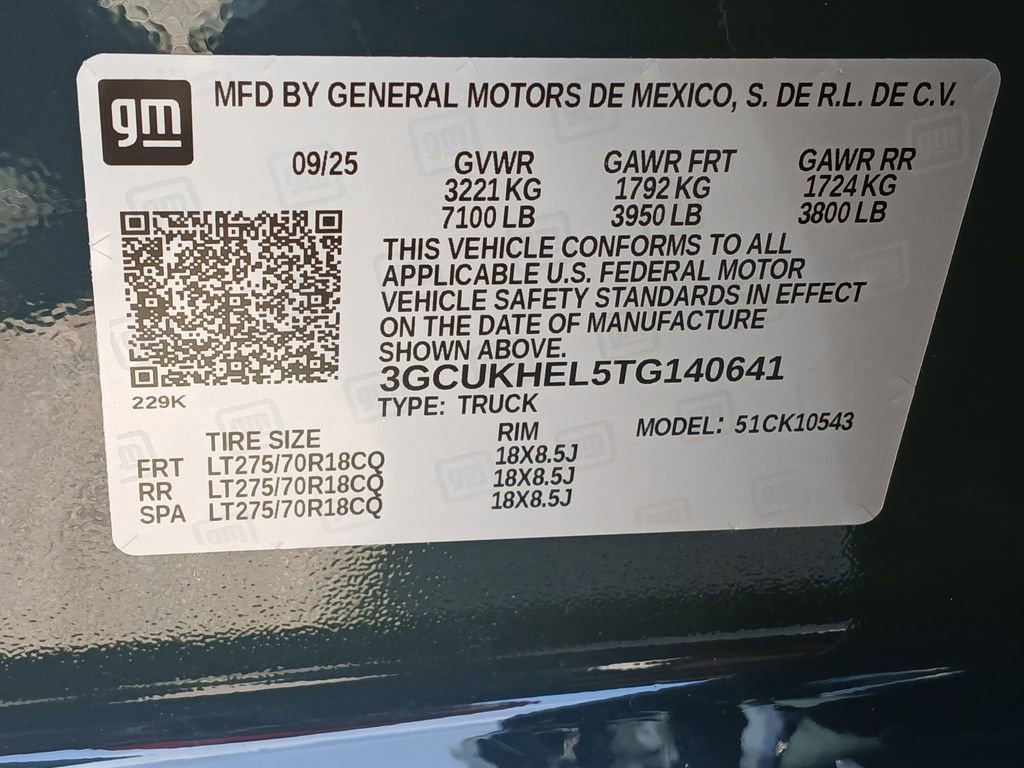 gm
MFD BY GENERAL MOTORS DE MEXICO, S. DE R.L. DE C.V.
09/25 GVWR GAWR FRT GAWR RR
3221 KG 1792 KG 1724 KG
7100 LB 3950 LB 3800 LB
THIS VEHICLE CONFORMS TO ALL
APPLICABLE U.S. FEDERAL MOTOR
VEHICLE SAFETY STANDARDS IN EFFECT
ON THE DATE OF MANUFACTURE
SHOWN ABOVE.
3GCUKHEL5TG140641
229K
TYPE: TRUCK
MODEL: 51CK10543
TIRE SIZE RIM
FRT LT275/70R18CQ 18X8.5J
RR LT275/70R18CQ 18X8.5J
SPA LT275/70R18CQ 18X8.5J